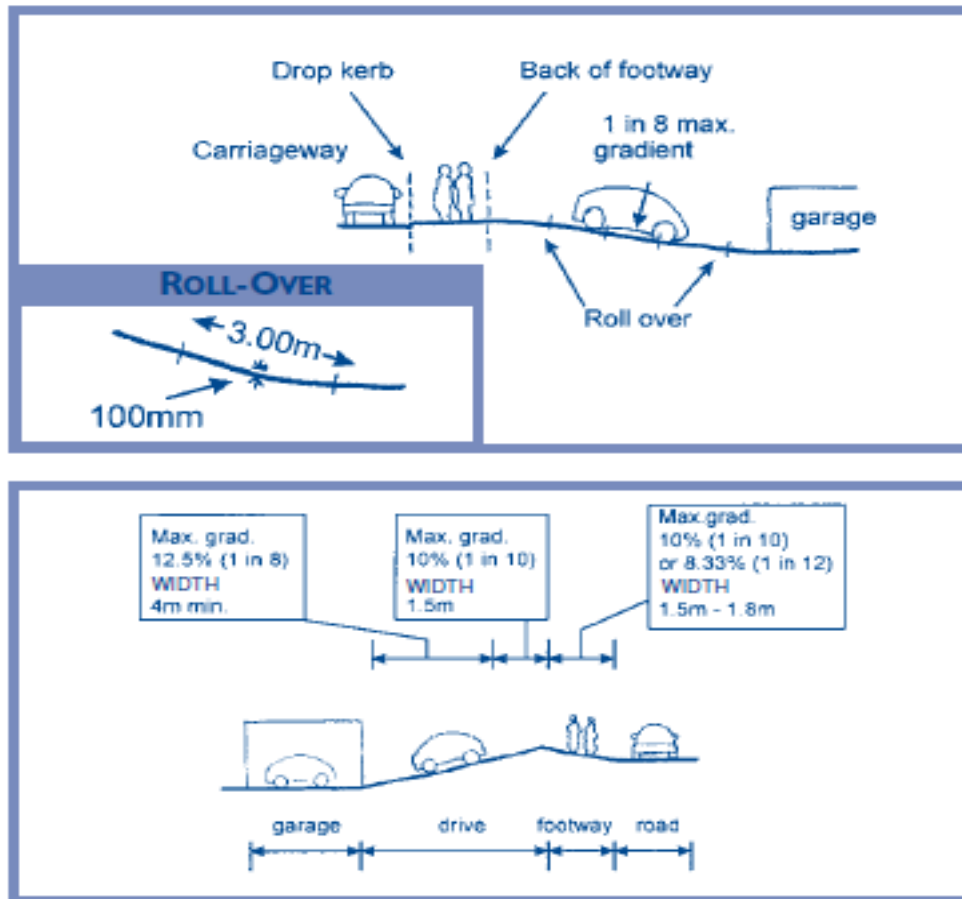 Drop kerb
Back of footway
1 in 8 max.
gradient
Carriageway
garage
ROLL-OVER
Roll over
3.00m
100mm
Max. grad.
12.5% (1 in 8)
WIDTH
4m min.
Max. grad.
10% (1 in 10)
WIDTH
1.5m
Max.grad.
10% (1 in 10)
or 8.33% (1 in 12)
WIDTH
1.5m - 1.8m
garage
drive
footway
road